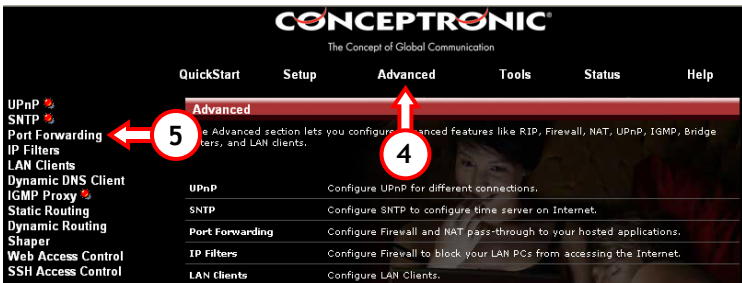 CONCEPTRONIC®
The Concept of Global Communication
QuickStart Setup Advanced Tools Status Help
UPnP
SNTP
Port Forwarding
IP Filters
LAN Clients
Dynamic DNS Client
IGMP Proxy
Static Routing
Dynamic Routing
Shaper
Web Access Control
SSH Access Control
5
4
Advanced
Advanced section lets you configure advanced features like RIP, Firewall, NAT, UPnP, IGMP, Bridge
and LAN clients.
UPnP Configure UPnP for different connections.
SNTP Configure SNTP to configure time server on Internet.
Port Forwarding Configure Firewall and NAT pass-through to your hosted applications.
IP Filters Configure Firewall to block your LAN PCs from accessing the Internet.
LAN Clients Configure LAN Clients.